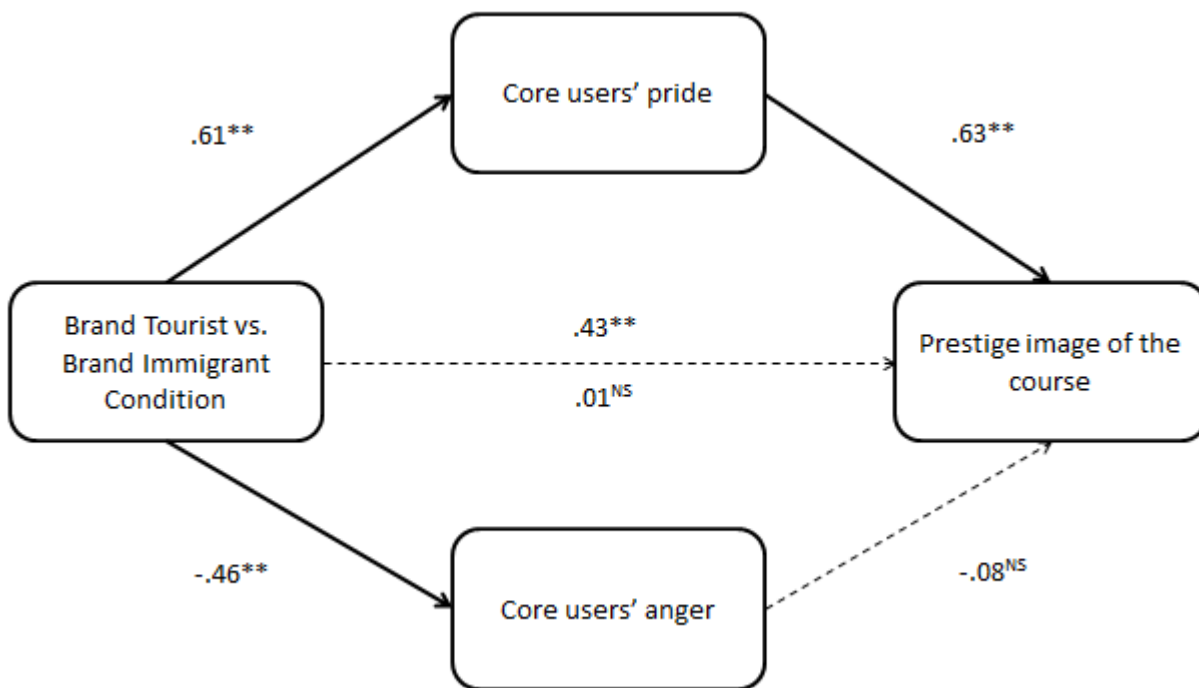 Core users’ pride
.61**
.63**
Brand Tourist vs.
Brand Immigrant
Condition
.43**
.01NS
Prestige image of the
course
-.46**
Core users’ anger
-.08NS